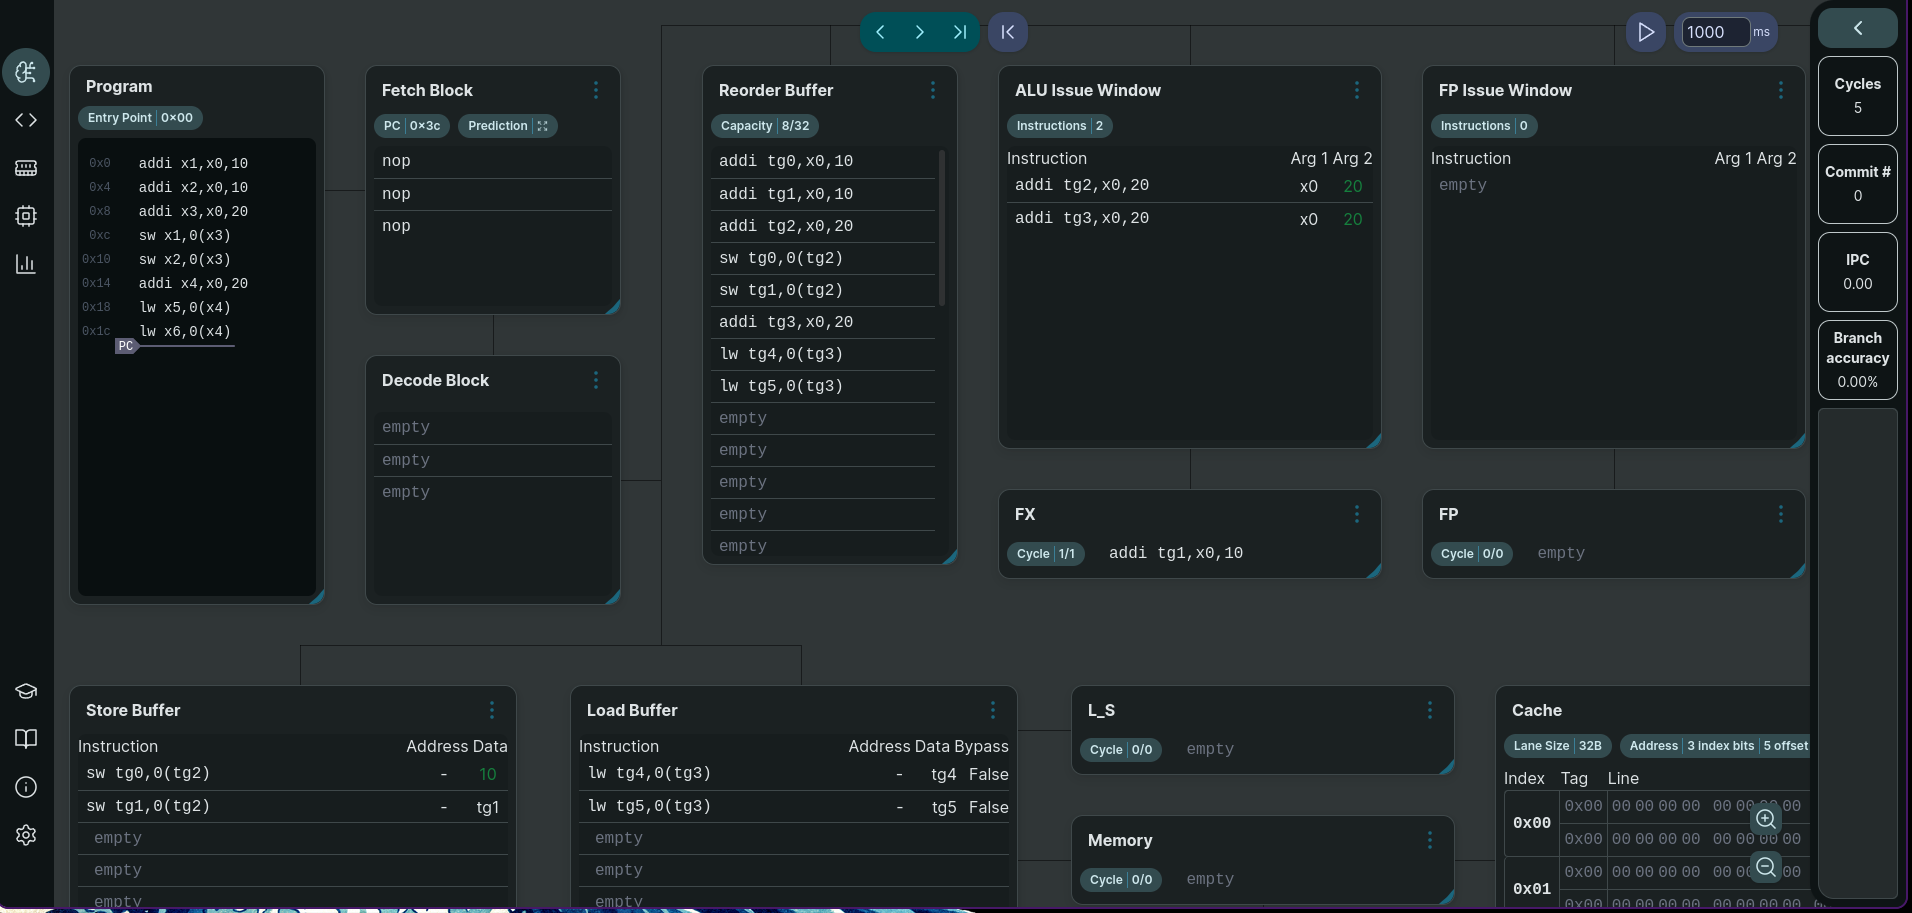 1000 ms
Program
Entry Point 0x00
0x0 addi x1,x0,10
0x4 addi x2,x0,10
0x8 addi x3,x0,20
0xc sw x1,0(x3)
0x10 sw x2,0(x3)
0x14 addi x4,x0,20
0x18 lw x5,0(x4)
0x1c lw x6,0(x4)
PC
Fetch Block
PC 0x3c Prediction
nop
nop
nop
Decode Block
empty
empty
empty
Reorder Buffer
Capacity 8/32
addi tg0,x0,10
addi tg1,x0,10
addi tg2,x0,20
sw tg0,0(tg2)
sw tg1,0(tg2)
addi tg3,x0,20
lw tg4,0(tg3)
lw tg5,0(tg3)
empty
empty
empty
empty
empty
ALU Issue Window
Instructions 2
Instruction Arg 1 Arg 2
addi tg2,x0,20 x0 20
addi tg3,x0,20 x0 20
FX
Cycle 1/1 addi tg1,x0,10
FP Issue Window
Instructions 0
Instruction Arg 1 Arg 2
empty
FP
Cycle 0/0 empty
Cycles
5
Commit #
0
IPC
0.00
Branch
accuracy
0.00%
Store Buffer
Instruction Address Data
sw tg0,0(tg2) - 10
sw tg1,0(tg2) - tg1
empty
empty
empty
Load Buffer
Instruction Address Data Bypass
lw tg4,0(tg3) - tg4 False
lw tg5,0(tg3) - tg5 False
empty
empty
empty
L_S
Cycle 0/0 empty
Memory
Cycle 0/0 empty
Cache
Lane Size 32B Address 3 index bits 5 offset
Index Tag Line
0x00 0x00 00 00 00 00 00 00 00 00
0x00 00 00 00 00 00 00 00 00
0x01 0x00 00 00 00 00 00 00 00
0x00 00 00 00 00 00 00 00 00